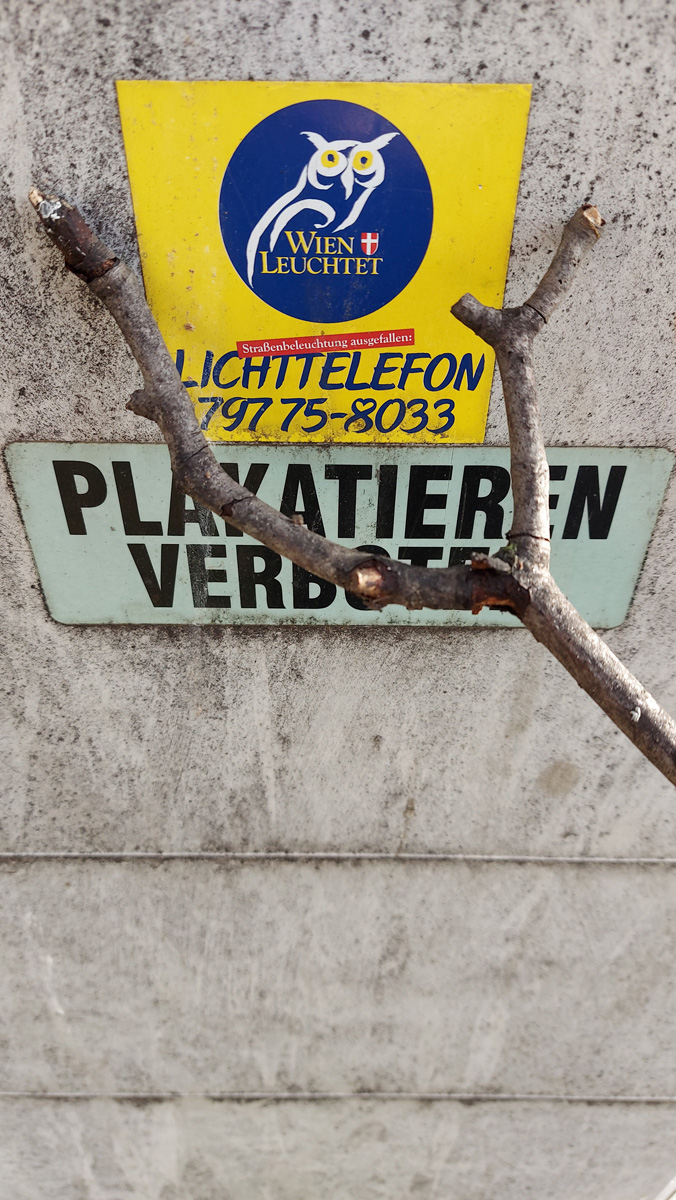 WIEN
LEUCHTET
Straßenbeleuchtung ausgefallen:
LICHTTELEFON
797 75-8033
PLAKATIEREN
VERBOTEN